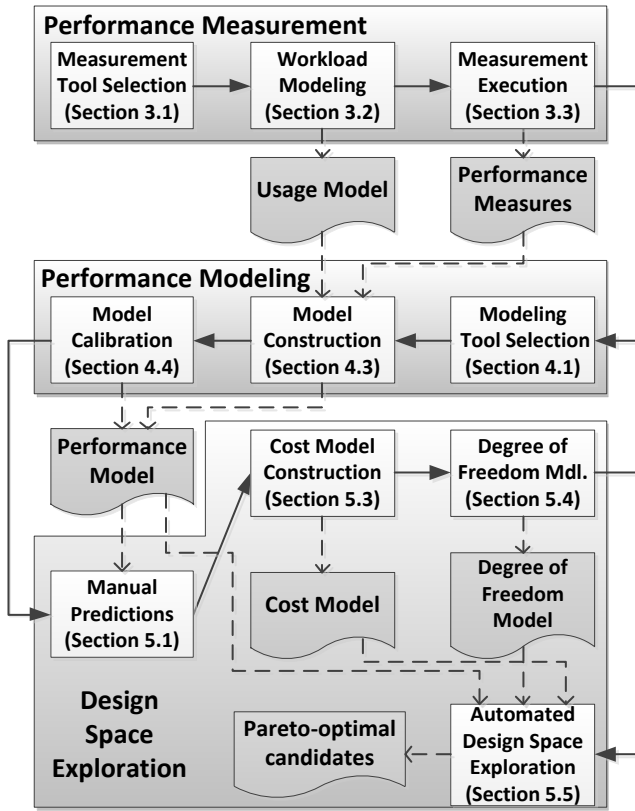 Performance Measurement
Measurement
Tool Selection
(Section 3.1)
Workload
Modeling
(Section 3.2)
Measurement
Execution
(Section 3.3)
Usage Model
Performance
Measures
Performance Modeling
Model
Calibration
(Section 4.4)
Model
Construction
(Section 4.3)
Modeling
Tool Selection
(Section 4.1)
Performance
Model
Cost Model
Construction
(Section 5.3)
Degree of
Freedom Mdl.
(Section 5.4)
Manual
Predictions
(Section 5.1)
Cost Model
Degree of
Freedom
Model
Design
Space
Exploration
Pareto-optimal
candidates
Automated
Design Space
Exploration
(Section 5.5)